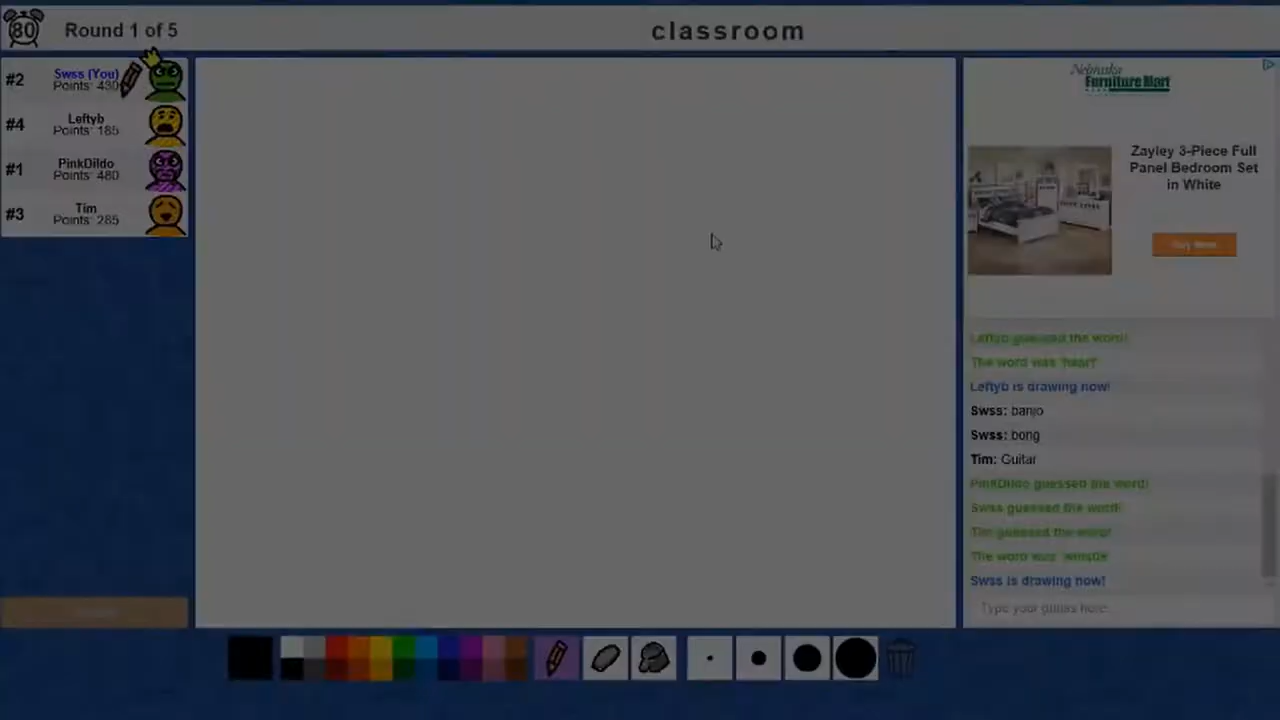 80
Round 1 of 5
classroom
#2
Swss (You)
Points: 430
#4
Leftyb
Points: 185
#1
PinkDildo
Points: 480
#3
Tim
Points: 285
Nebraska
Furniture Mart
Zayley 3-Piece Full
Panel Bedroom Set
in White
Buy Now
Leftyb guessed the word!
The word was 'heart'
Leftyb is drawing now!
Swss: banjo
Swss: bong
Tim: Guitar
PinkDildo guessed the word!
Swss guessed the word!
Tim guessed the word!
The word was 'whistle'
Swss is drawing now!
Type your guess here...